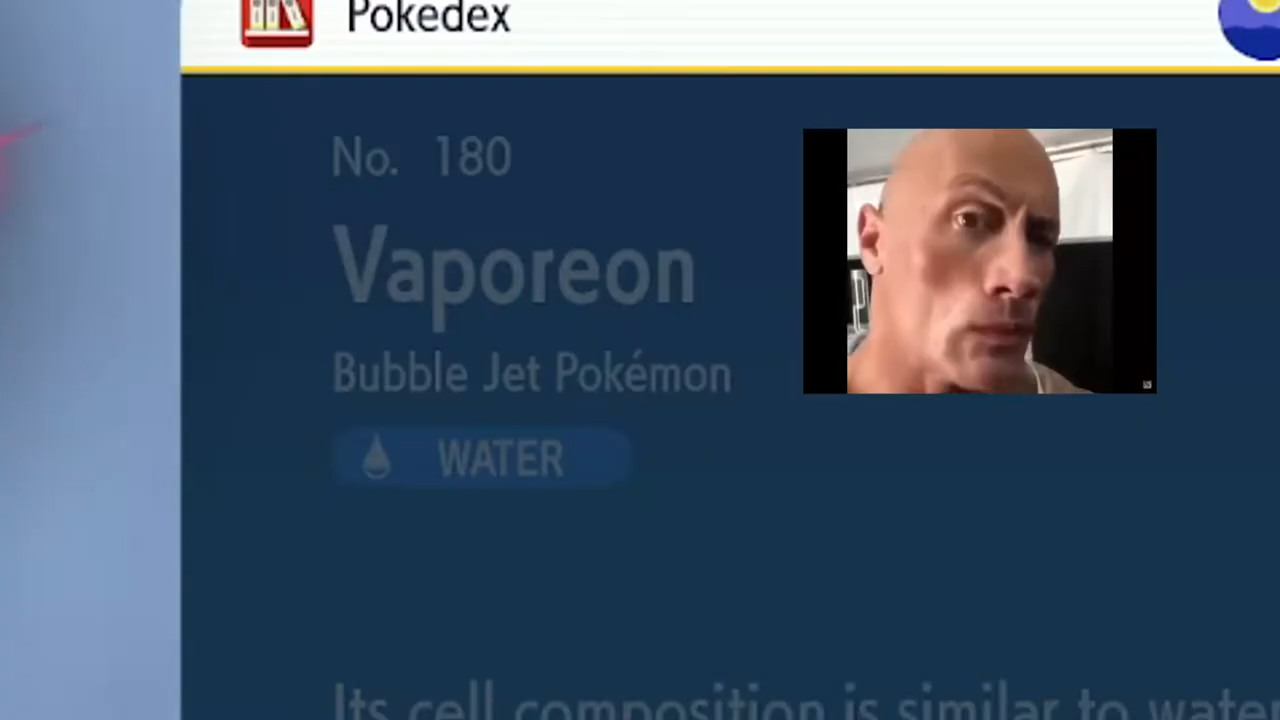 Pokedex
No. 180
Vaporeon
Bubble Jet Pokémon
WATER
Its cell composition is similar to water